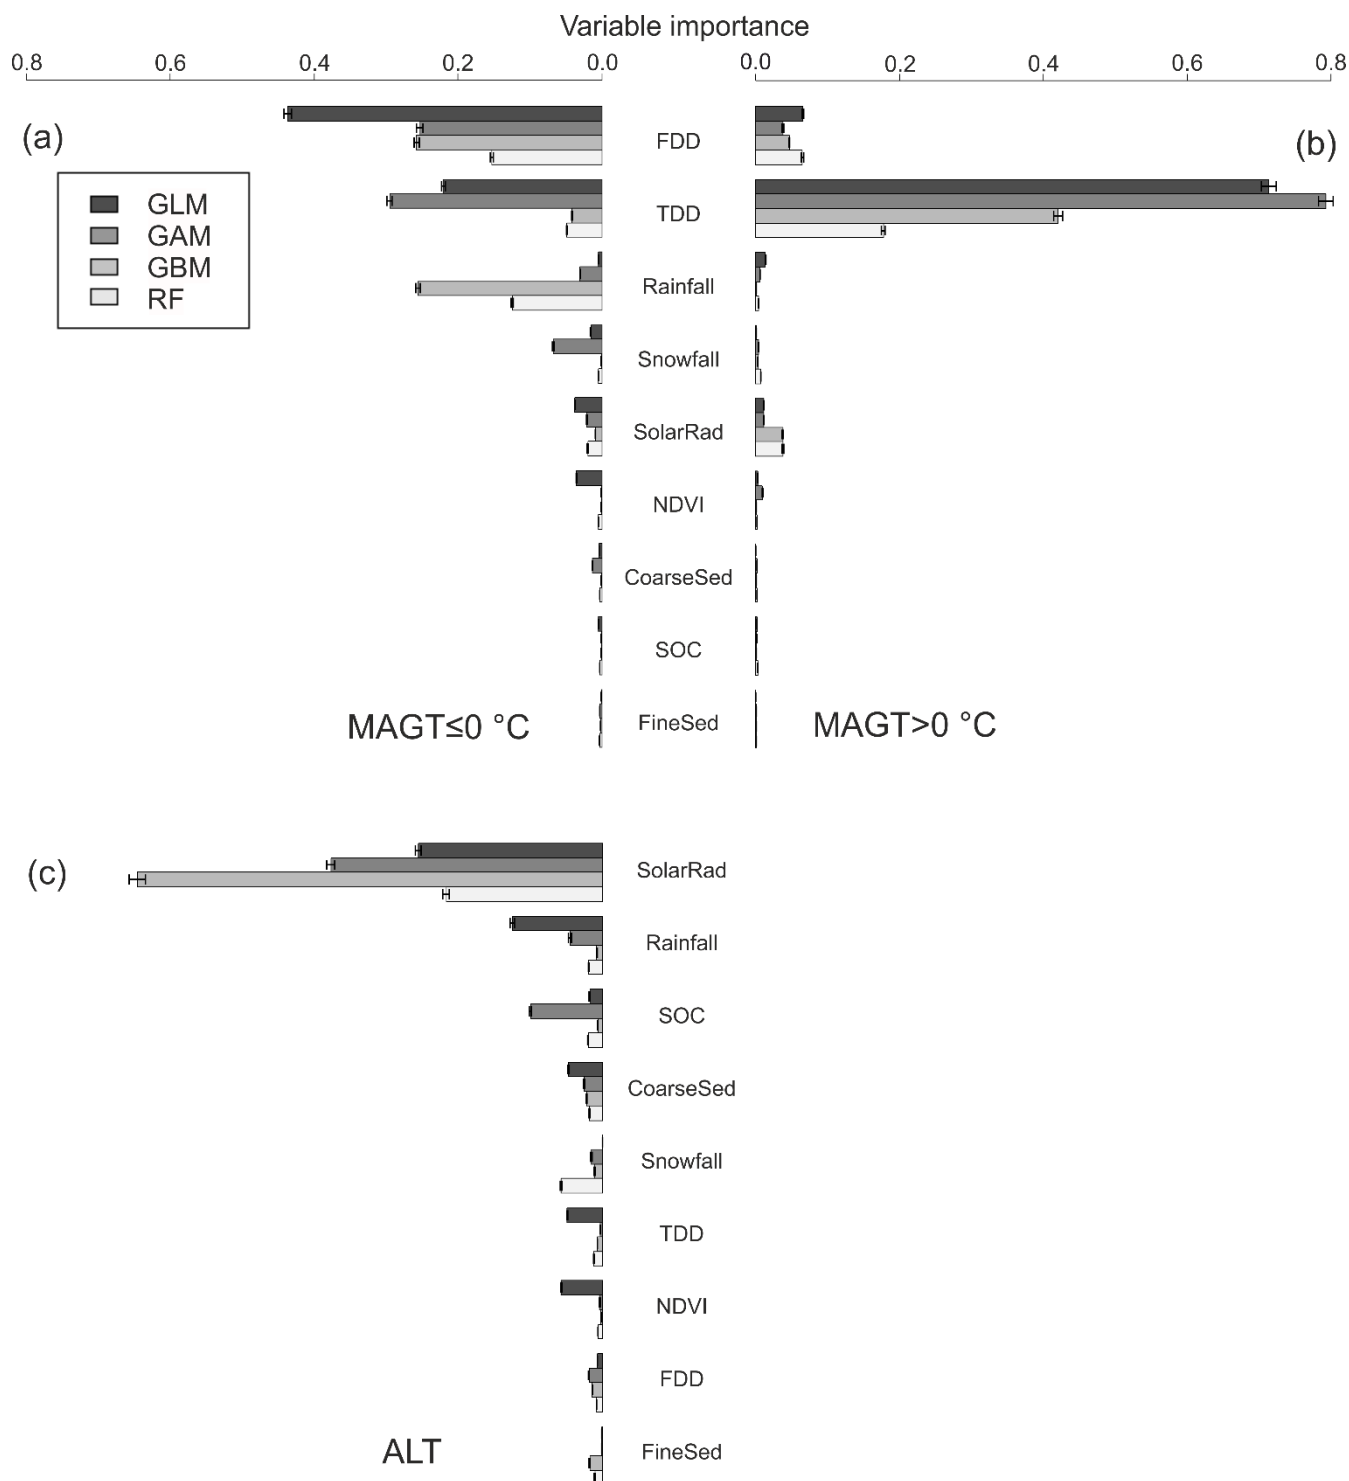 Variable importance
0.8 0.6 0.4 0.2 0.0 0.0 0.2 0.4 0.6 0.8
(a) FDD (b)
GLM
GAM
GBM
RF
TDD
Rainfall
Snowfall
SolarRad
NDVI
CoarseSed
SOC
MAGT≤0 °C FineSed MAGT>0 °C
(c) SolarRad
Rainfall
SOC
CoarseSed
Snowfall
TDD
NDVI
FDD
ALT FineSed